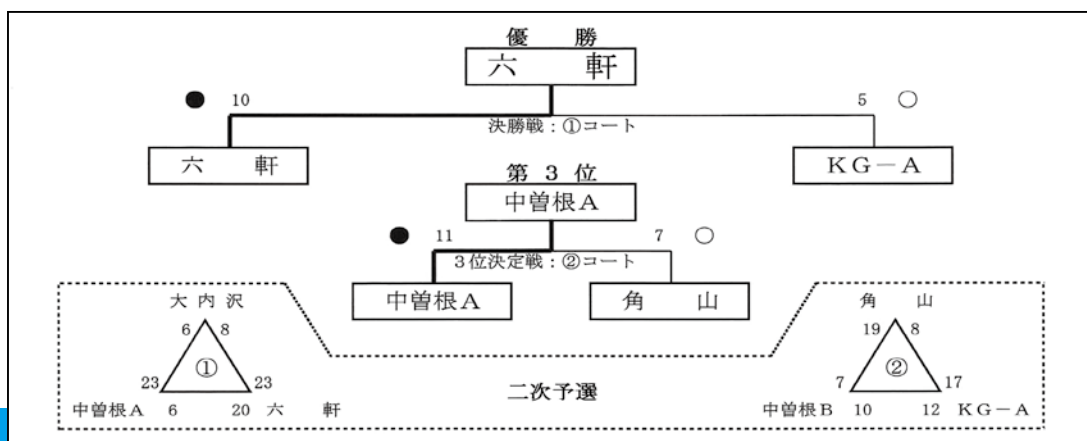 優 勝
六 軒
● 10 5 ○
決勝戦：①コート
六 軒 KG－A
第 3 位
中曽根A
● 11 7 ○
3位決定戦：②コート
中曽根A 角 山
大 内 沢 角 山
6 8 19 8
① ②
23 23 7 17
二次予選
中曽根A 6 20 六 軒 中曽根B 10 12 KG－A